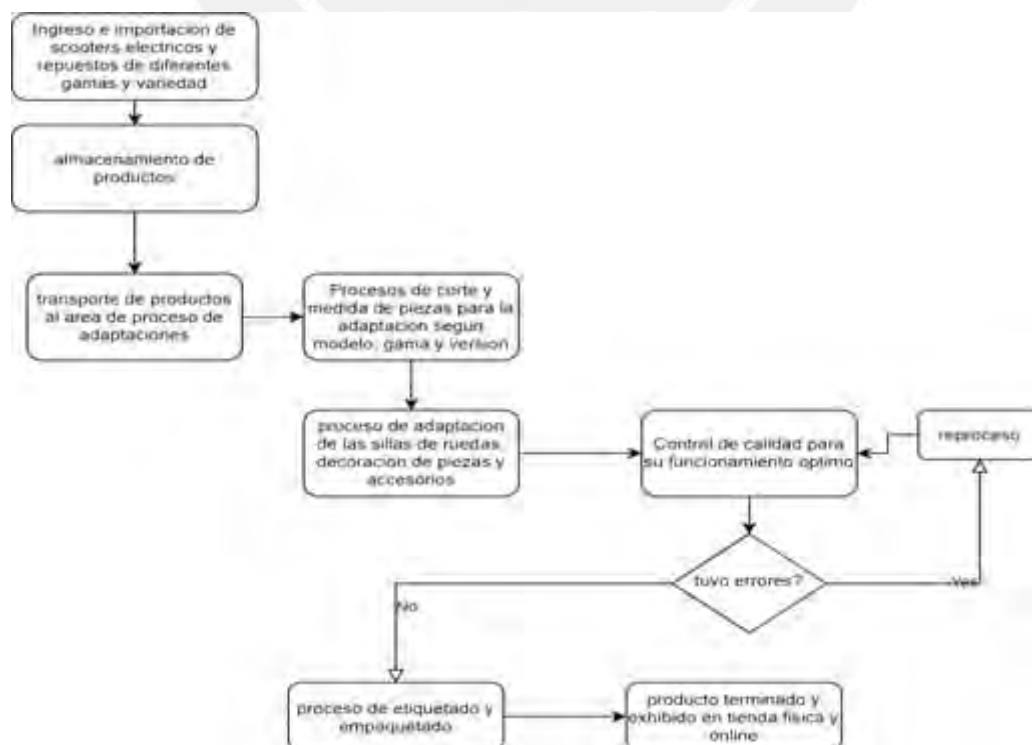 Ingreso e importacion de
scooters electricos y
repuestos de diferentes
gamas y variedad
almacenamiento de
productos
transporte de productos
al area de proceso de
adaptaciones
Procesos de corte y
medida de piezas para la
adaptacion segun
modelo, gama y version
proceso de adaptacion
de las sillas de ruedas,
decoracion de piezas y
accesorios
Control de calidad para
su funcionamiento optimo
reproceso
tuvo errores?
Yes
No
proceso de etiquetado y
empaquetado
producto terminado y
exhibido en tienda fisica y
online